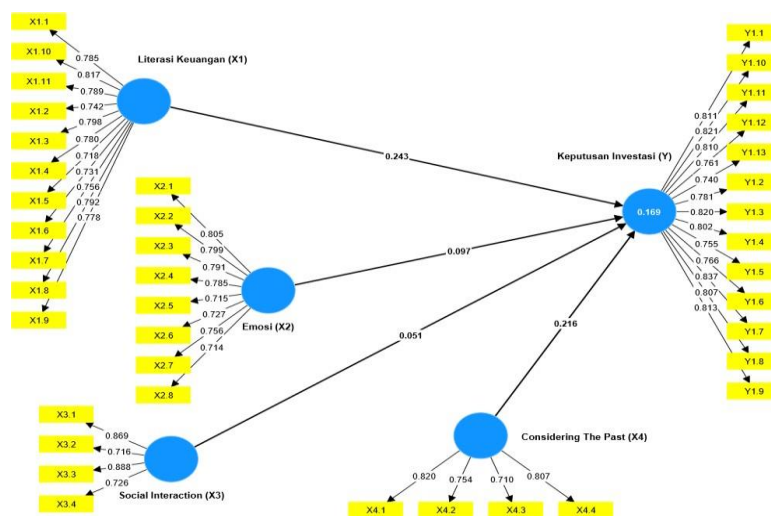 X1.1
X1.10
X1.11
X1.2
X1.3
X1.4
X1.5
X1.6
X1.7
X1.8
X1.9
0.785
0.817
0.789
0.742
0.798
0.780
0.718
0.731
0.756
0.792
0.778
Literasi Keuangan (X1)
0.243
X2.1
X2.2
X2.3
X2.4
X2.5
X2.6
X2.7
X2.8
0.805
0.799
0.791
0.785
0.715
0.727
0.756
0.714
Emosi (X2)
0.097
X3.1
X3.2
X3.3
X3.4
0.869
0.716
0.888
0.726
Social Interaction (X3)
0.051
Considering The Past (X4)
0.216
0.820
0.754
0.710
0.807
X4.1
X4.2
X4.3
X4.4
Keputusan Investasi (Y)
0.169
0.811
0.821
0.810
0.761
0.740
0.781
0.820
0.802
0.755
0.766
0.837
0.807
0.813
Y1.1
Y1.10
Y1.11
Y1.12
Y1.13
Y1.2
Y1.3
Y1.4
Y1.5
Y1.6
Y1.7
Y1.8
Y1.9